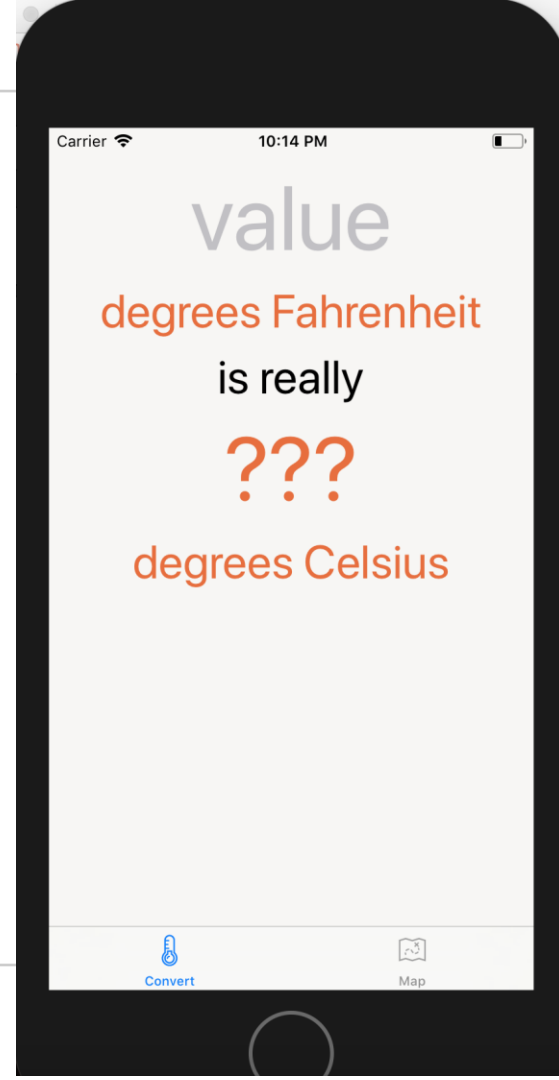 Carrier 10:14 PM
value
degrees Fahrenheit
is really
???
degrees Celsius
Convert Map